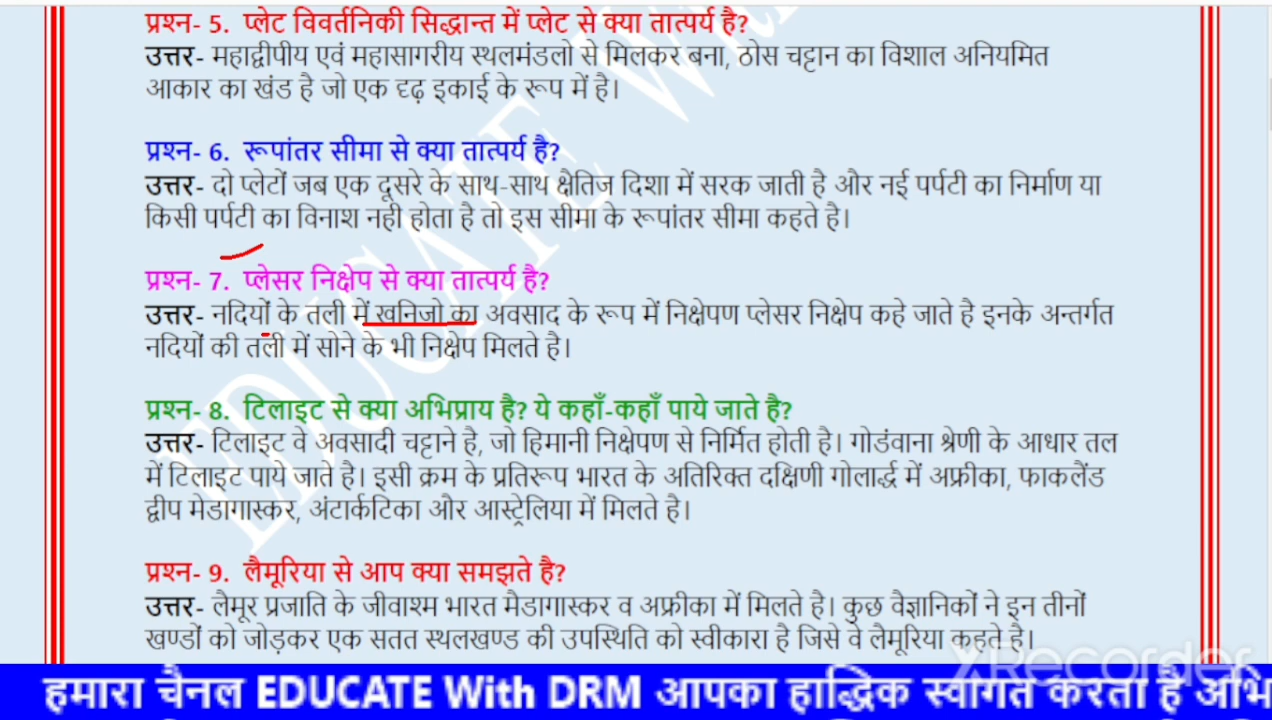 प्रश्न- 5. प्लेट विवर्तनिकी सिद्धान्त में प्लेट से क्या तात्पर्य है?
उत्तर- महाद्वीपीय एवं महासागरीय स्थलमंडलो से मिलकर बना, ठोस चट्टान का विशाल अनियमित
आकार का खंड है जो एक दृढ़ इकाई के रूप में है।
प्रश्न- 6. रूपांतर सीमा से क्या तात्पर्य है?
उत्तर- दो प्लेटों जब एक दूसरे के साथ-साथ क्षैतिज दिशा में सरक जाती है और नई पर्पटी का निर्माण या
किसी पर्पटी का विनाश नही होता है तो इस सीमा के रूपांतर सीमा कहते है।
प्रश्न- 7. प्लेसर निक्षेप से क्या तात्पर्य है?
उत्तर- नदियों के तली में खनिजो का अवसाद के रूप में निक्षेपण प्लेसर निक्षेप कहे जाते है इनके अन्तर्गत
नदियों की तली में सोने के भी निक्षेप मिलते है।
प्रश्न- 8. टिलाइट से क्या अभिप्राय है? ये कहाँ-कहाँ पाये जाते है?
उत्तर- टिलाइट वे अवसादी चट्टाने है, जो हिमानी निक्षेपण से निर्मित होती है। गोडंवाना श्रेणी के आधार तल
में टिलाइट पाये जाते है। इसी क्रम के प्रतिरूप भारत के अतिरिक्त दक्षिणी गोलार्द्ध में अफ्रीका, फाकलैंड
द्वीप मेडागास्कर, अंटार्कटिका और आस्ट्रेलिया में मिलते है।
प्रश्न- 9. लैमूरिया से आप क्या समझते है?
उत्तर- लैमूर प्रजाति के जीवाश्म भारत मैडागास्कर व अफ्रीका में मिलते है। कुछ वैज्ञानिकों ने इन तीनों
खण्डों को जोड़कर एक सतत स्थलखण्ड की उपस्थिति को स्वीकारा है जिसे वे लैमूरिया कहते है।
XRecorder
हमारा चैनल EDUCATE With DRM आपका हाद्धिक स्वागत करता है
EDUCATE